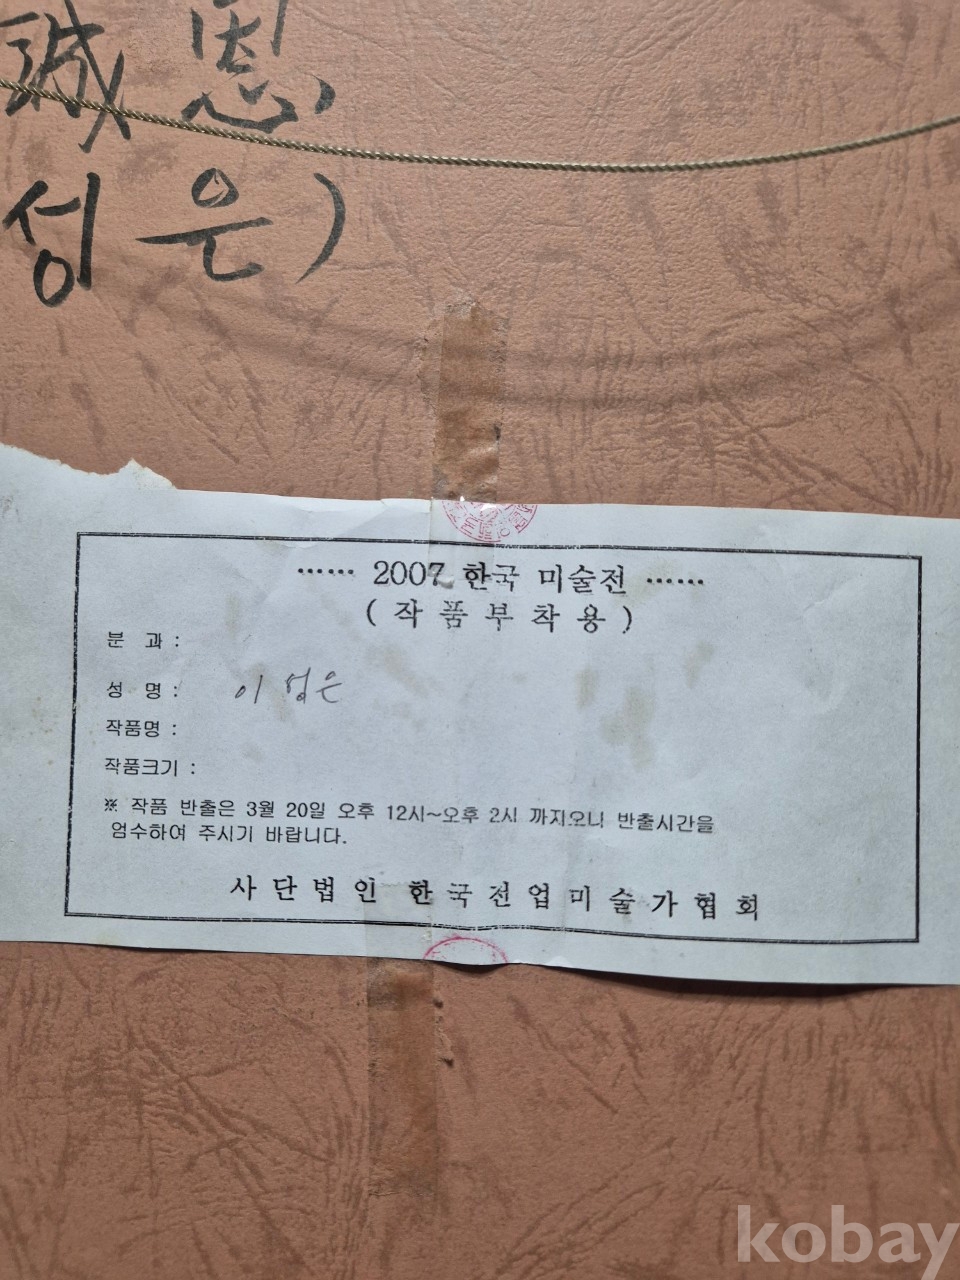 誠恩
성은)
…… 2007 한국 미술전 ……
(작품부착용)
분 과 :
성 명 : 이성은
작품명 :
작품크기 :
※ 작품 반출은 3월 20일 오후 12시~오후 2시 까지오니 반출시간을
엄수하여 주시기 바랍니다.
사단법인 한국전업미술가협회
kobay